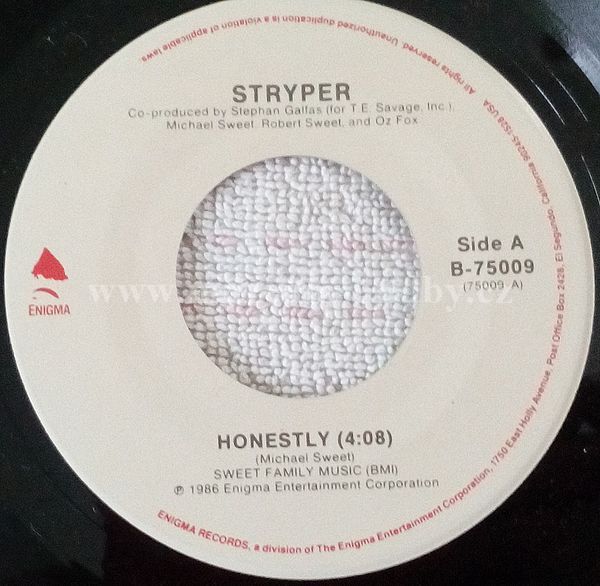 STRYPER
Co-produced by Stephan Galfas (for T.E. Savage, Inc.),
Michael Sweet, Robert Sweet, and Oz Fox
Side A
B-75009
(75009-A)
ENIGMA
HONESTLY (4:08)
(Michael Sweet)
SWEET FAMILY MUSIC (BMI)
℗ 1986 Enigma Entertainment Corporation
ENIGMA RECORDS, a division of The Enigma Entertainment Corporation, 1750 East Holly Avenue, Post Office Box 2428, El Segundo, California 90245-1528 USA All rights reserved. Unauthorized duplication is a violation of applicable laws.